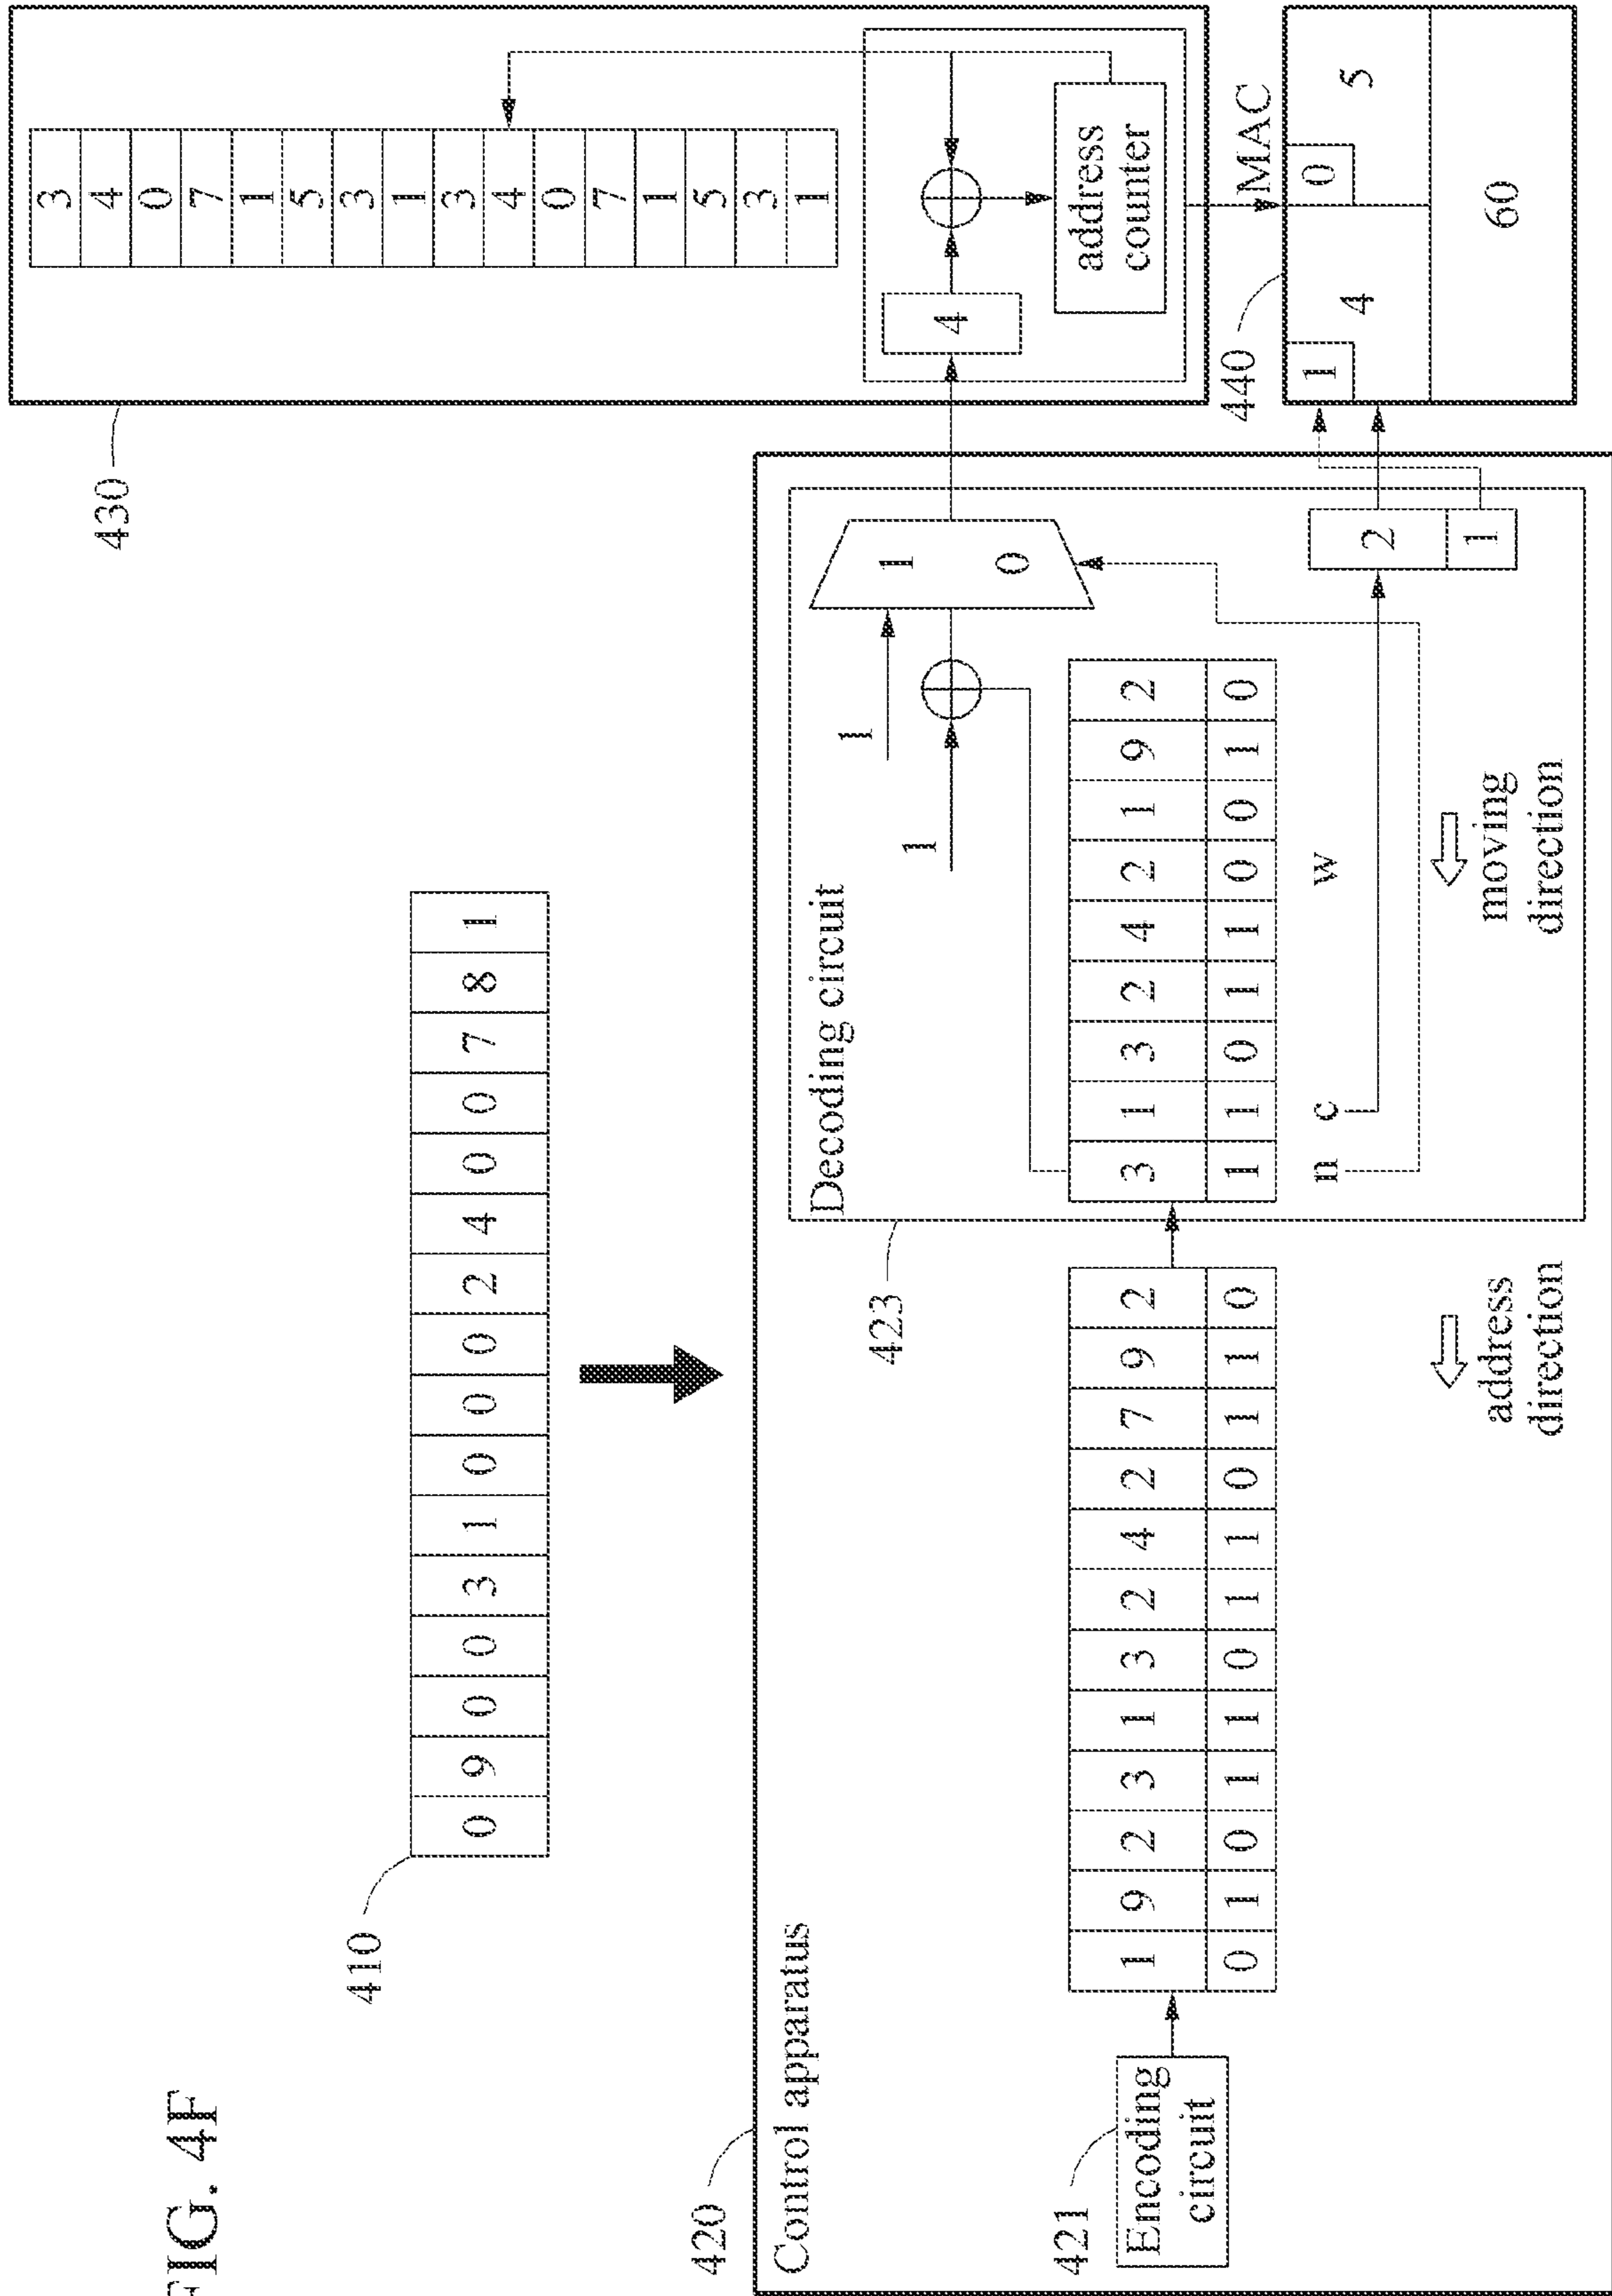 FIG. 4F
410
0 9 0 0 3 1 0 0 0 2 4 0 0 7 8 1
420
Control apparatus
421
Encoding
circuit
1 9 2 3 1 3 2 4 2 7 9 2
0 1 0 1 1 0 1 1 0 1 1 0
address
direction
423
Decoding circuit
1
1
1
0
3 1 3 2 4 2 1 9 2
1 1 0 1 1 0 0 1 0
n c w
moving
direction
2
1
430
3
4
0
7
1
5
3
1
3
4
0
7
1
5
3
1
4
address
counter
MAC
440
1 4
0 5
60